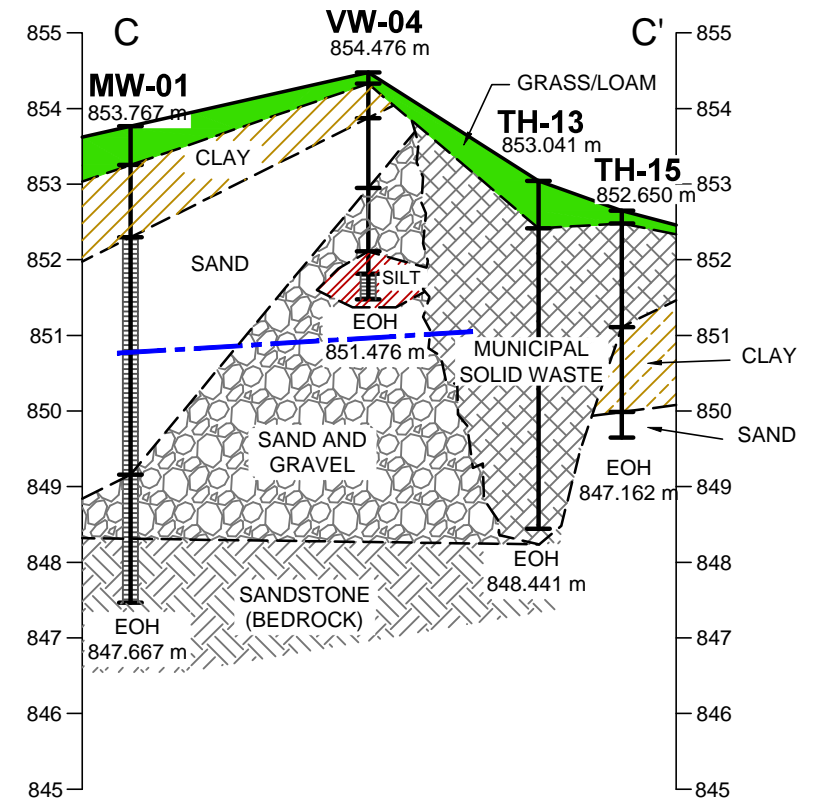 C
C'
VW-04
854.476 m
MW-01
853.767 m
GRASS/LOAM
TH-13
853.041 m
TH-15
852.650 m
CLAY
SAND
SILT
EOH
851.476 m
MUNICIPAL
SOLID WASTE
CLAY
SAND
SAND AND
GRAVEL
EOH
847.162 m
EOH
848.441 m
SANDSTONE
(BEDROCK)
EOH
847.667 m
855
854
853
852
851
850
849
848
847
846
845
855
854
853
852
851
850
849
848
847
846
845